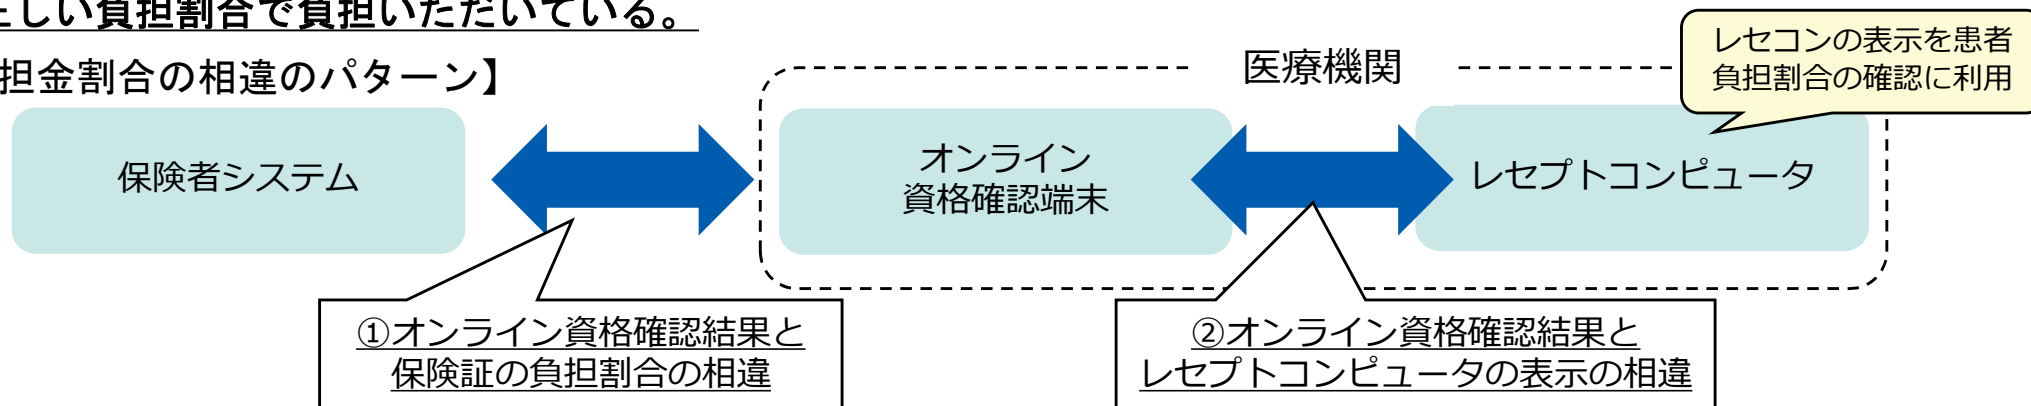 正しい負担割合で負担いただいている。
担金割合の相違のパターン】
医療機関
レセコンの表示を患者
負担割合の確認に利用
保険者システム
オンライン
資格確認端末
レセプトコンピュータ
①オンライン資格確認結果と
保険証の負担割合の相違
②オンライン資格確認結果と
レセプトコンピュータの表示の相違